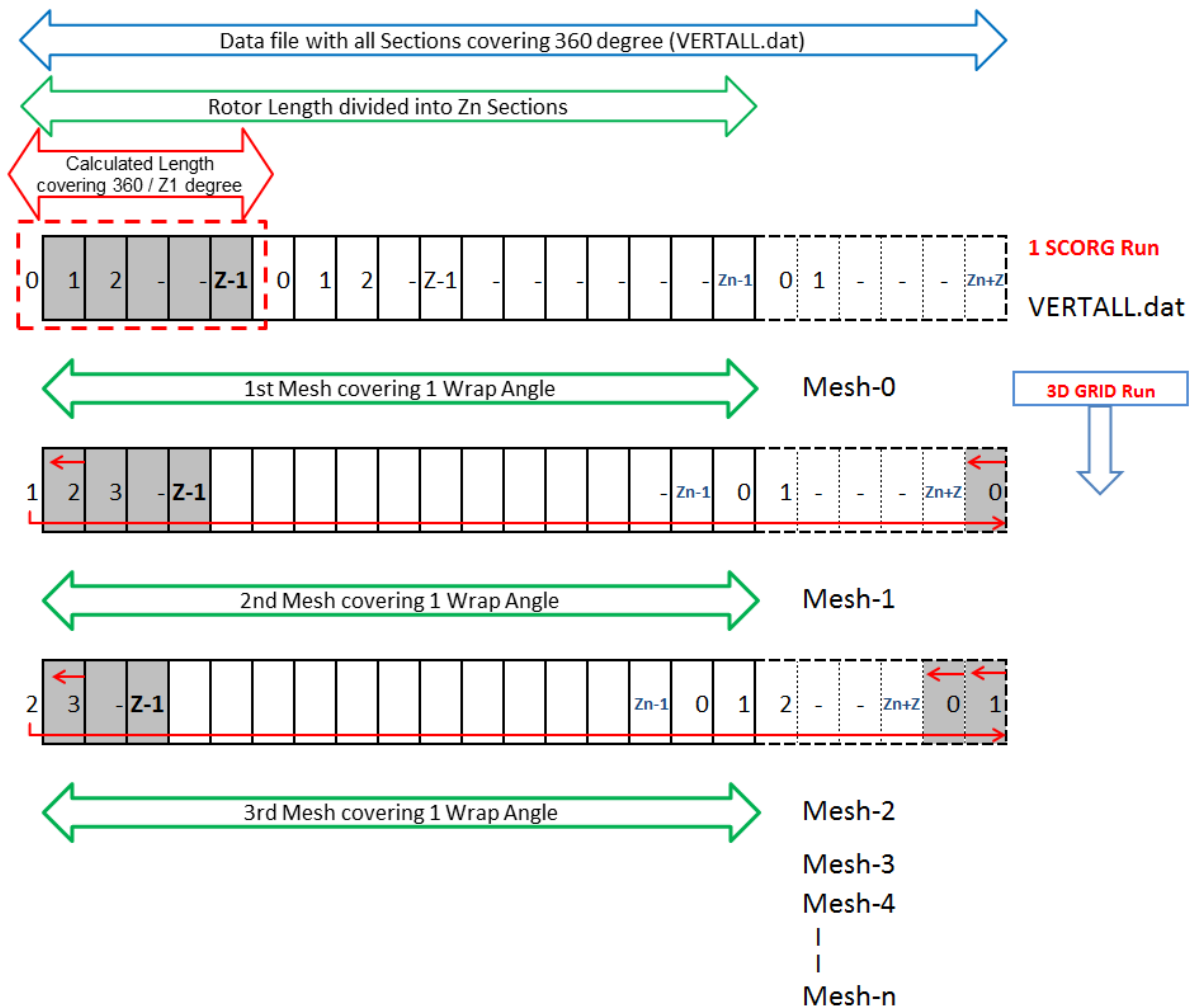 Data file with all Sections covering 360 degree (VERTALL.dat)
Rotor Length divided into Zn Sections
Calculated Length
covering 360 / Z1 degree
0 1 2 - - Z-1 0 1 2 - Z-1 - - - - - - Zn-1 0 1 - - - Zn+Z
1 SCORG Run
VERTALL.dat
1st Mesh covering 1 Wrap Angle
Mesh-0
3D GRID Run
1 2 3 - Z-1 - Zn-1 0 1 - - - Zn+Z 0
2nd Mesh covering 1 Wrap Angle
Mesh-1
2 3 - Z-1 Zn-1 0 1 2 - - Zn+Z 0 1
3rd Mesh covering 1 Wrap Angle
Mesh-2
Mesh-3
Mesh-4
|
|
Mesh-n